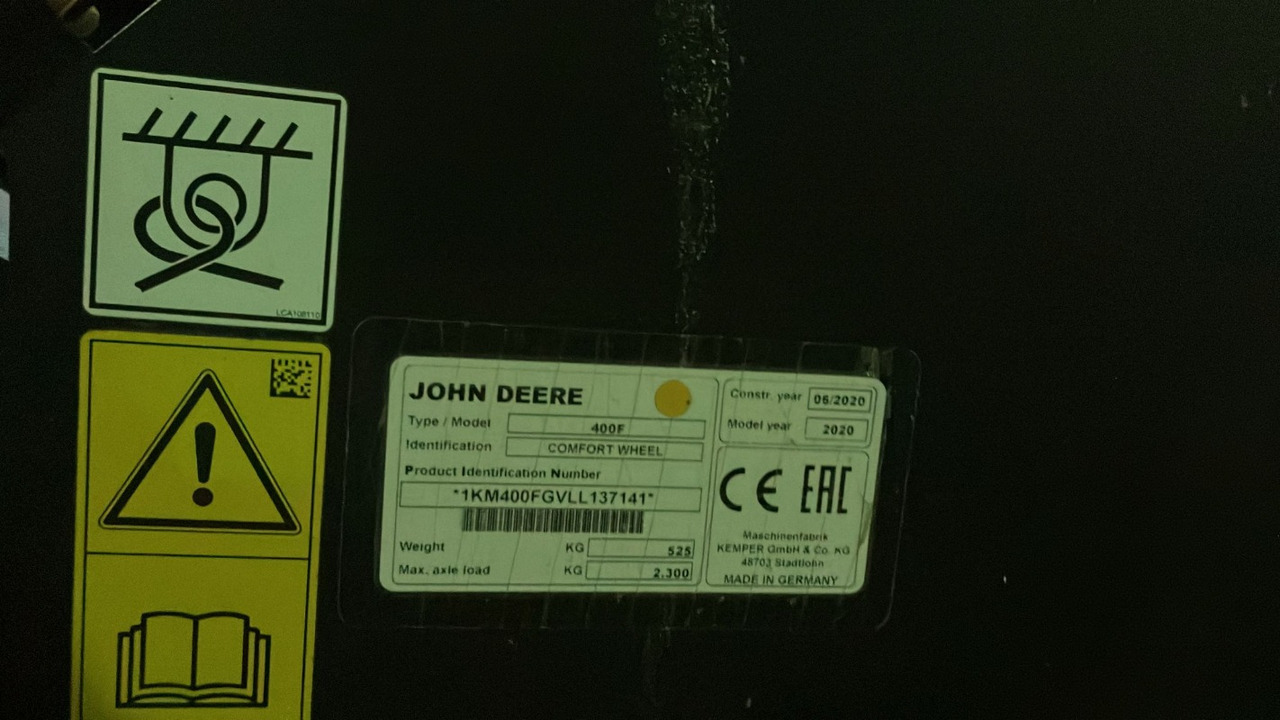 LCA108110
JOHN DEERE
Type / Model 400F
Identification COMFORT WHEEL
Product Identification Number
*1KM400FGVLL137141*
Weight KG 525
Max. axle load KG 2.300
Constr. year 06/2020
Model year 2020
CE EAC
Maschinenfabrik
KEMPER GmbH & Co. KG
48703 Stadtlohn
MADE IN GERMANY